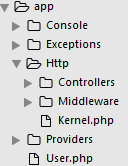 app
Console
Exceptions
Http
Controllers
Middleware
Kernel.php
Providers
User.php